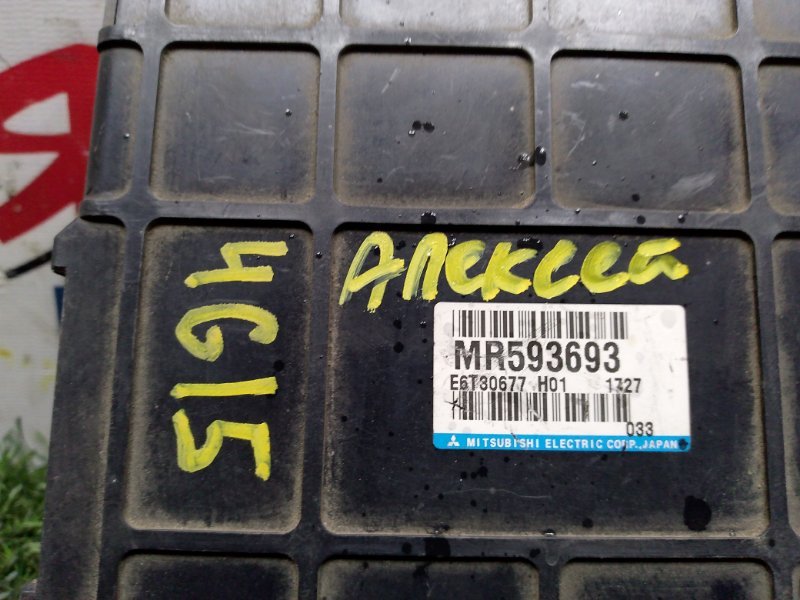 4G15
АЛЕКСЕЙ
MR593693
E6T30677 H01 1727
033
MITSUBISHI ELECTRIC CORP., JAPAN